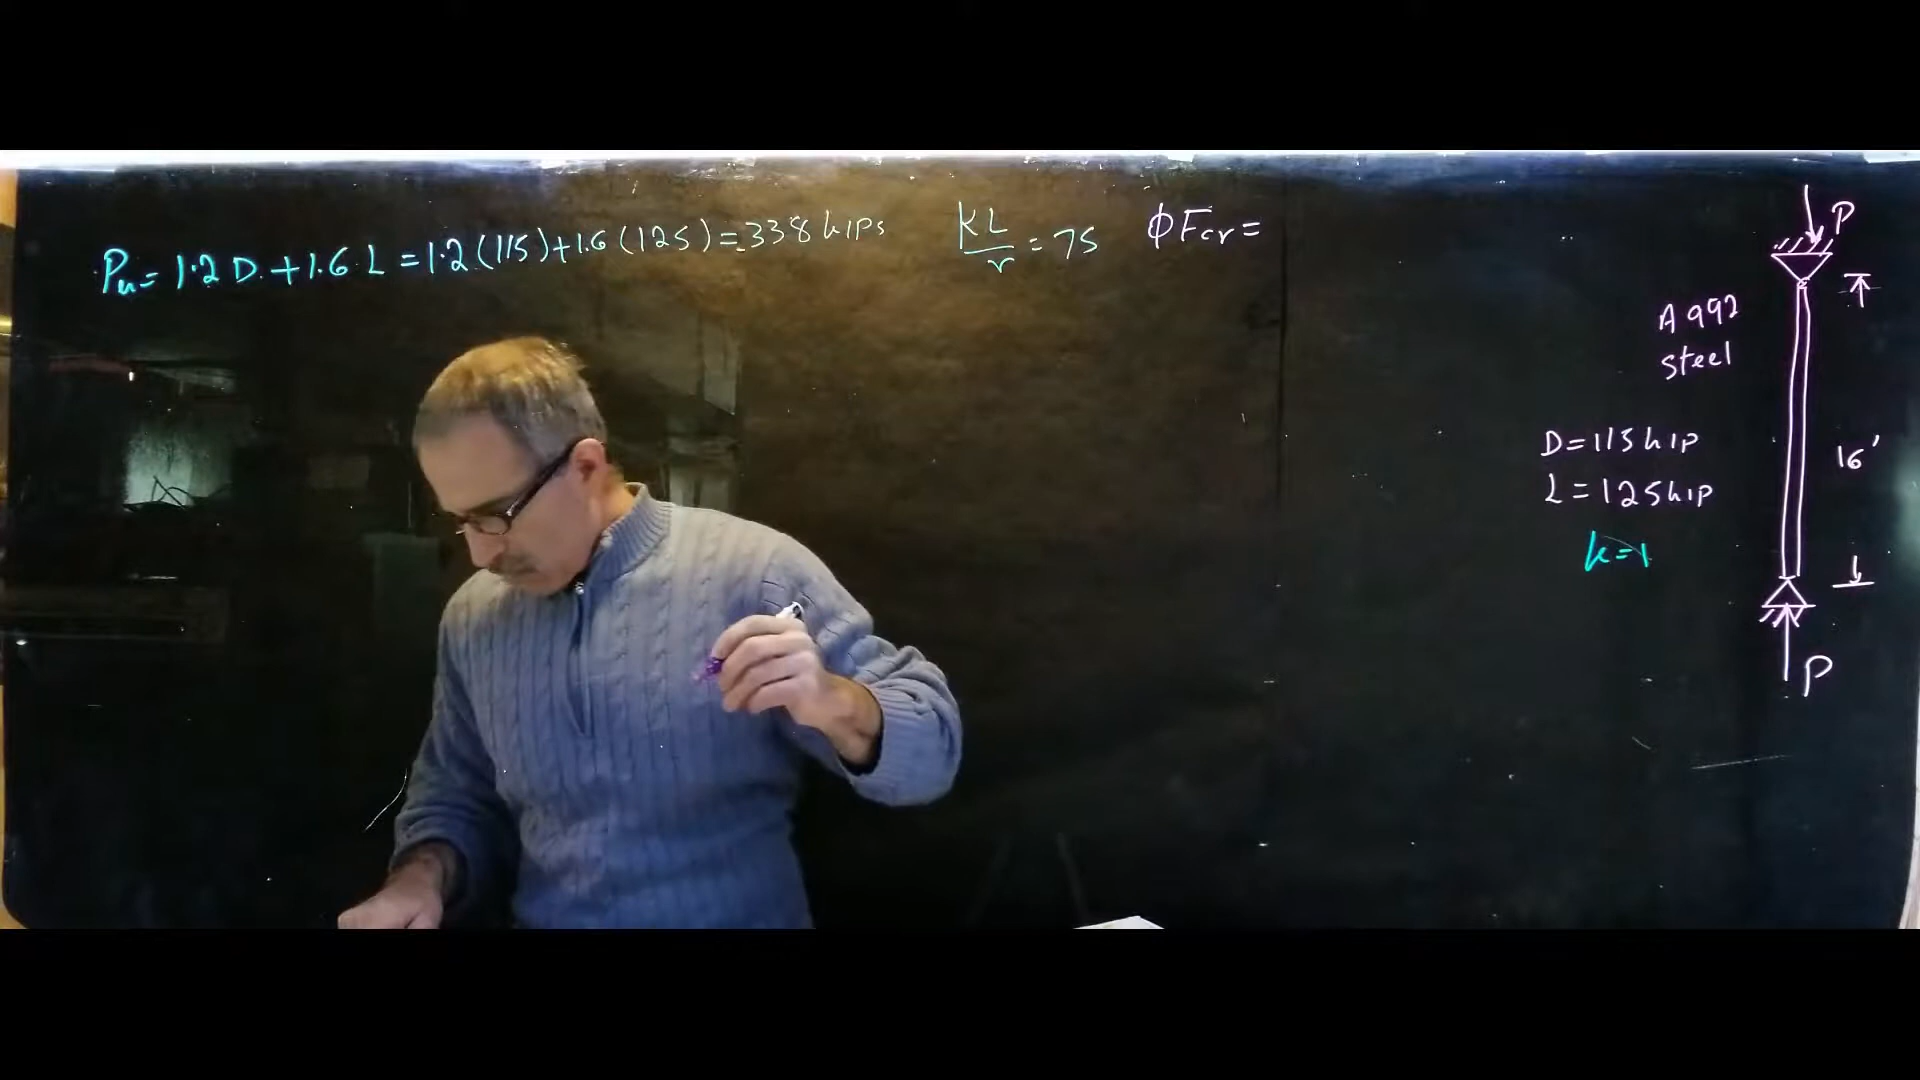 Pu = 1.2 D + 1.6 L = 1.2 (115) + 1.6 (125) = 338 kips
KL/r = 75
ϕFcr =
P
A992
steel
D = 115 kip
L = 125 kip
16'
k = 1
P